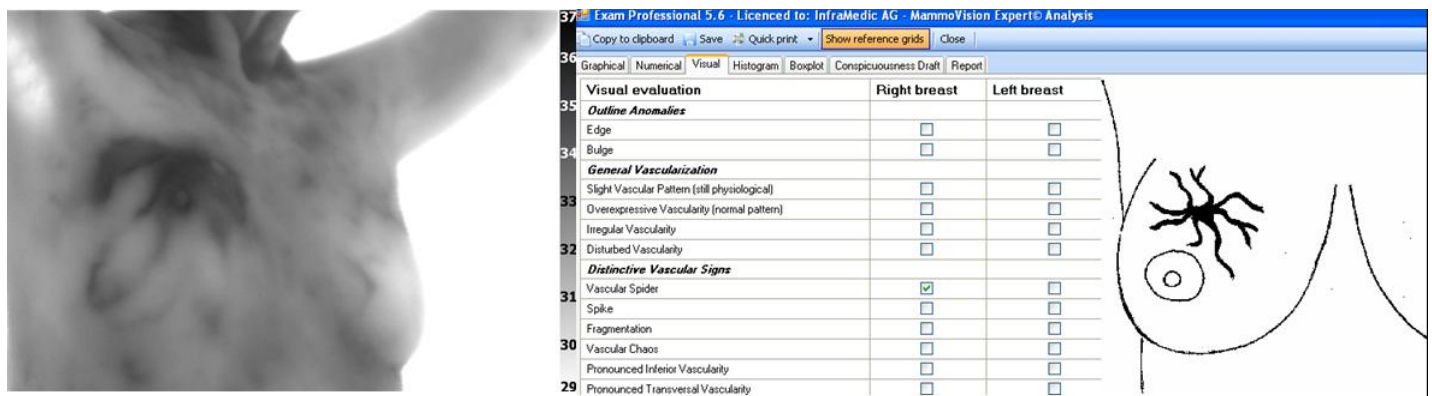 37
36
35
34
33
32
31
30
29
Exam Professional 5.6 - Licenced to: InfraMedic AG - MammoVision Expert© Analysis
Copy to clipboard Save Quick print Show reference grids Close
Graphical Numerical Visual Histogram Boxplot Conspicuousness Draft Report
Visual evaluation Right breast Left breast
Outline Anomalies
Edge
Bulge
General Vascularization
Slight Vascular Pattern (still physiological)
Overexpressive Vascularity (normal pattern)
Irregular Vascularity
Disturbed Vascularity
Distinctive Vascular Signs
Vascular Spider
Spike
Fragmentation
Vascular Chaos
Pronounced Inferior Vascularity
Pronounced Transversal Vascularity